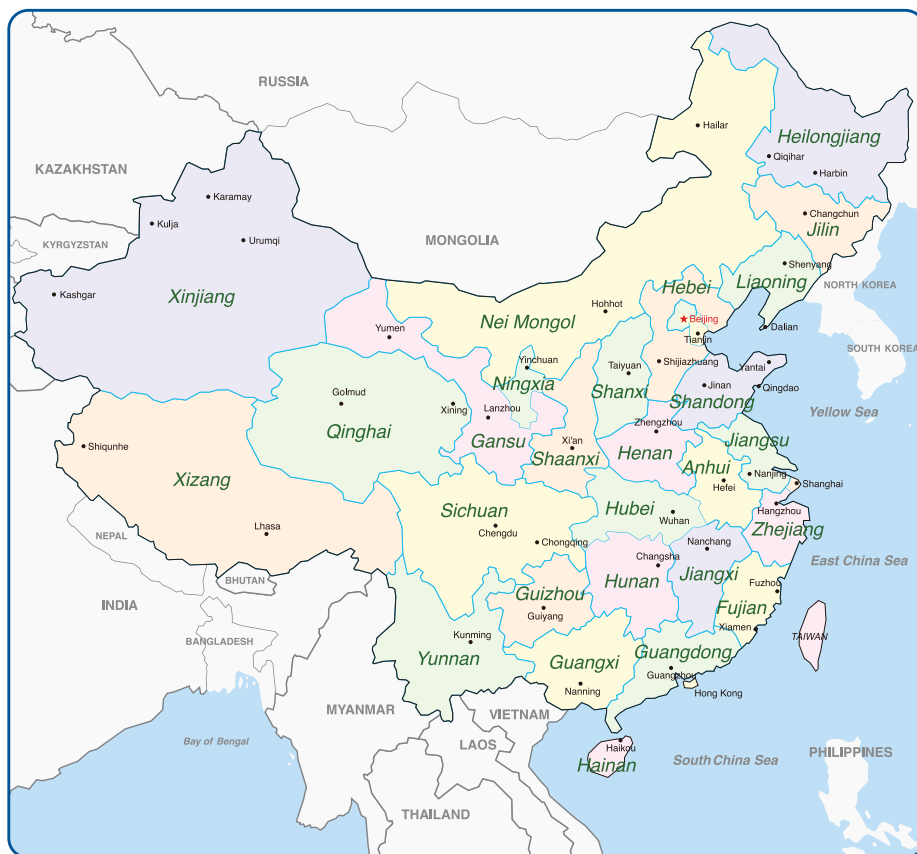 RUSSIA
Hailar
Heilongjiang
Qiqihar
KAZAKHSTAN
Harbin
Karamay
Changchun
Kulja
Jilin
Urumqi
MONGOLIA
KYRGYZSTAN
Shenyang
Liaoning
Hebei
NORTH KOREA
Kashgar
Xinjiang
Hohhot
Nei Mongol
Beijing
Dalian
Yumen
Tianjin
SOUTH KOREA
Shijiazhuang
Yantai
Yinchuan
Taiyuan
Ningxia
Jinan
Qingdao
Golmud
Shanxi
Shandong
Xining
Yellow Sea
Lanzhou
Zhengzhou
Qinghai
Gansu
Jiangsu
Xi'an
Shiqunhe
Henan
Shaanxi
Anhui
Nanjing
Xizang
Hefei
Shanghai
Sichuan
Hubei
Hangzhou
Wuhan
Lhasa
Chengdu
Zhejiang
NEPAL
Chongqing
Nanchang
Changsha
East China Sea
BHUTAN
Hunan
Jiangxi
Fuzhou
Guizhou
INDIA
Fujian
Guiyang
Xiamen
BANGLADESH
Kunming
TAIWAN
Guangdong
Yunnan
Guangxi
Guangzhou
Nanning
Hong Kong
MYANMAR
VIETNAM
Bay of Bengal
LAOS
Haikou
PHILIPPINES
South China Sea
Hainan
THAILAND